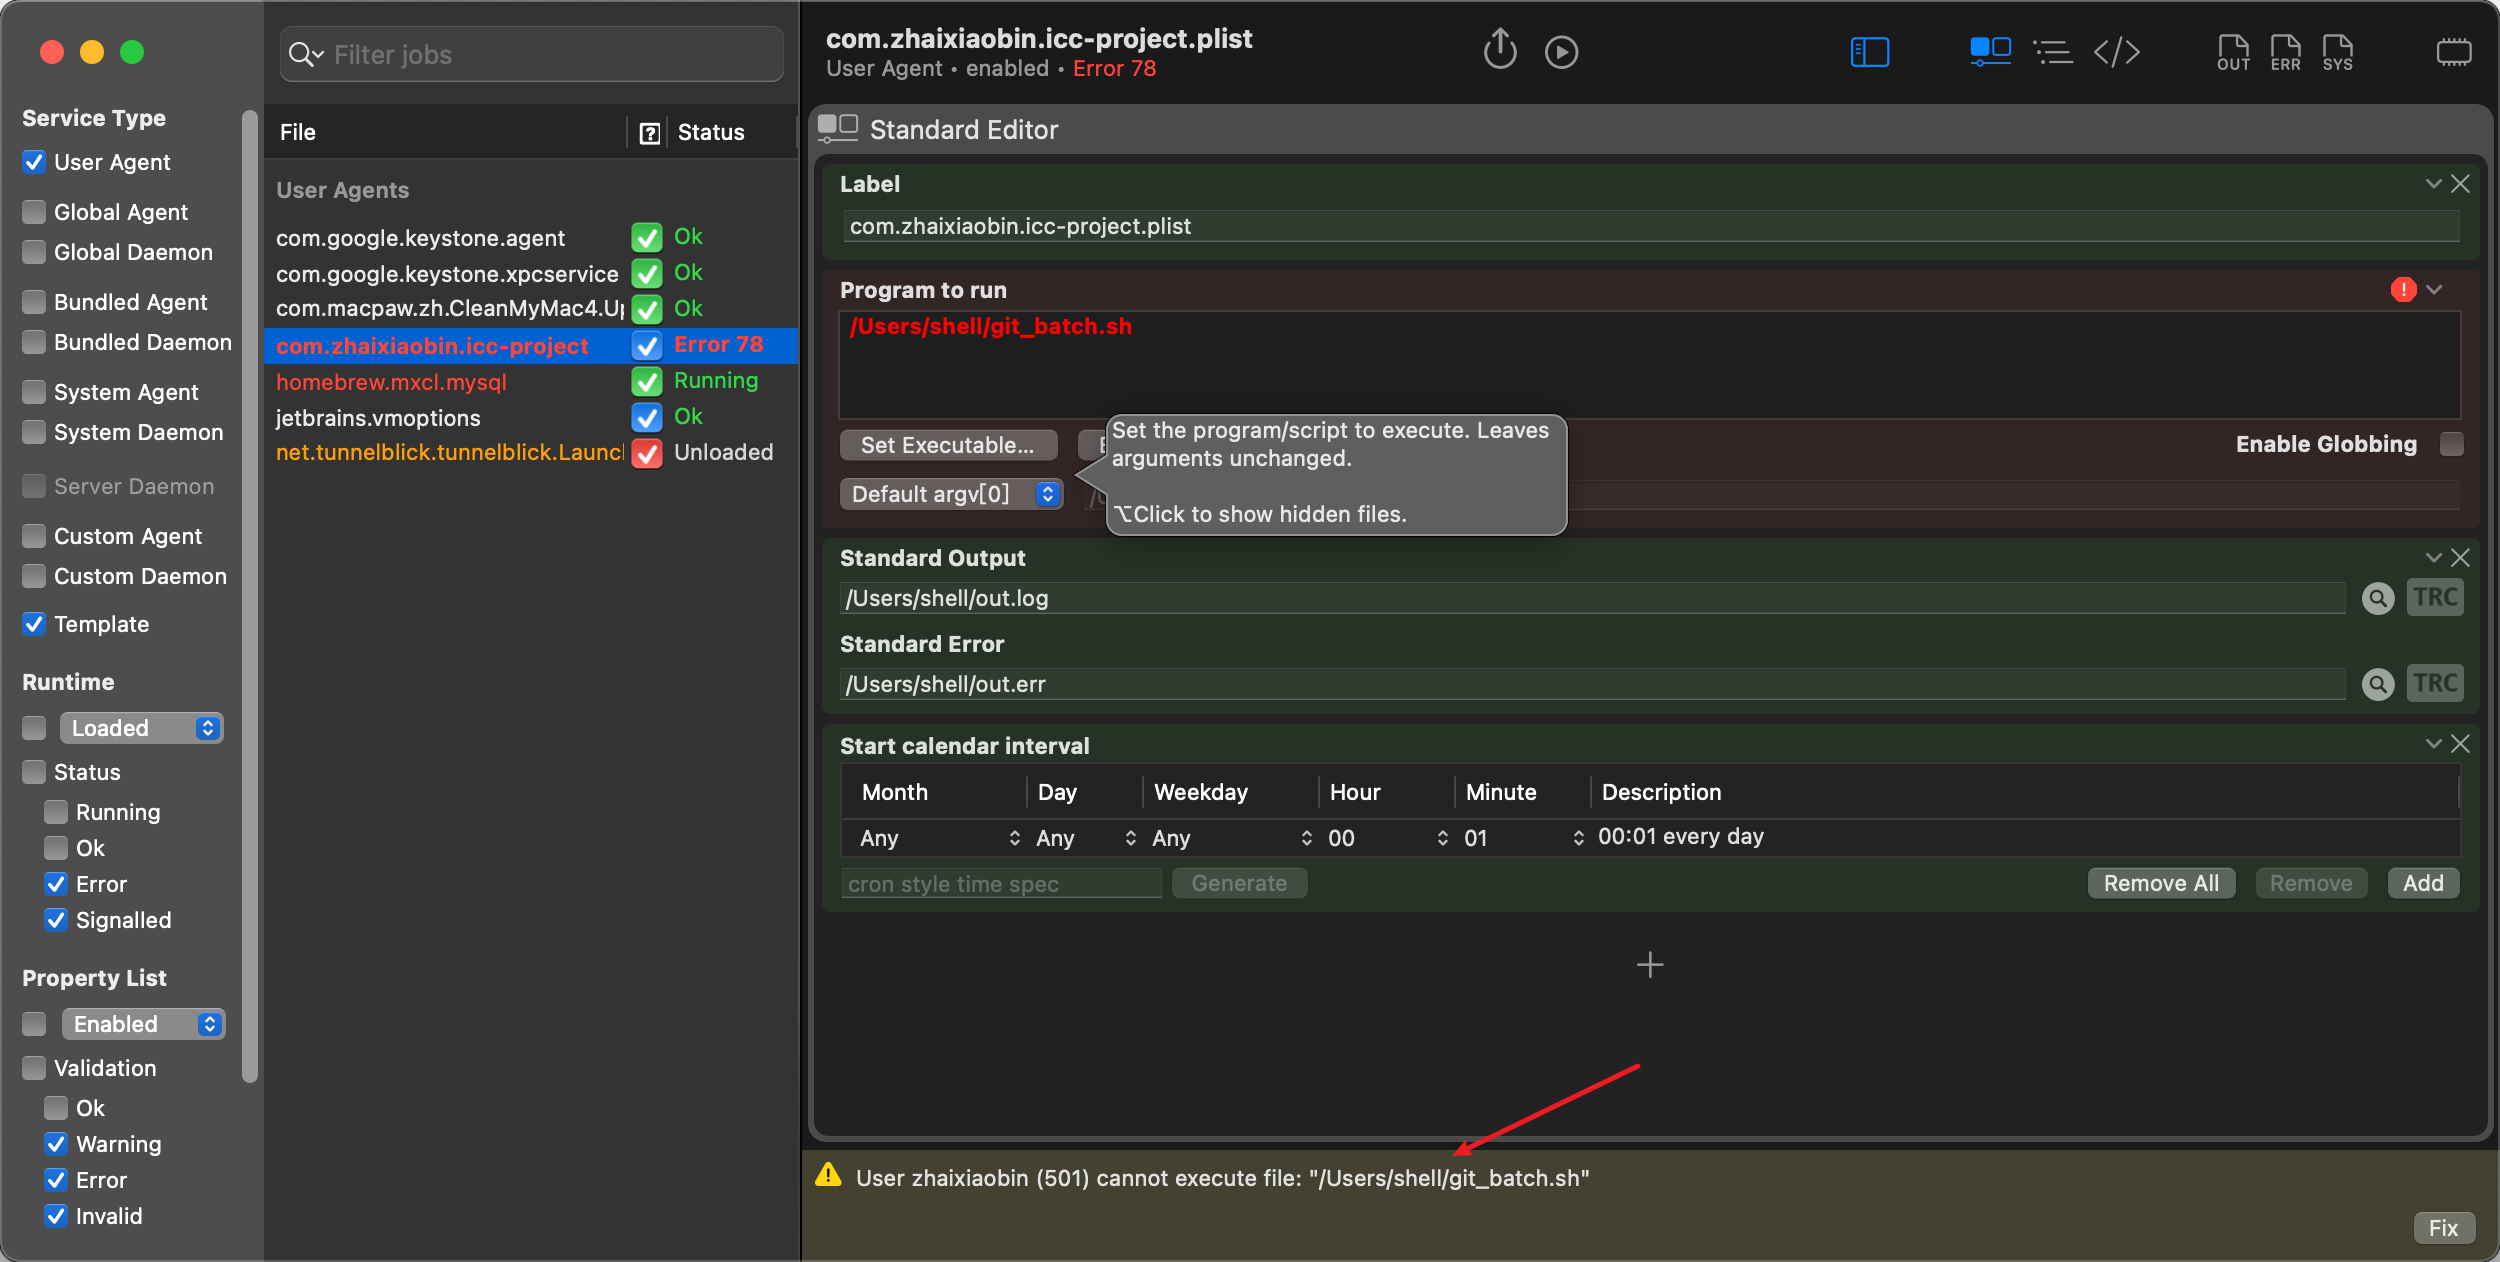 Filter jobs
Service Type
User Agent
Global Agent
Global Daemon
Bundled Agent
Bundled Daemon
System Agent
System Daemon
Server Daemon
Custom Agent
Custom Daemon
Template
Runtime
Loaded
Status
Running
Ok
Error
Signalled
Property List
Enabled
Validation
Ok
Warning
Error
Invalid
File ? Status
User Agents
com.google.keystone.agent Ok
com.google.keystone.xpcservice Ok
com.macpaw.zh.CleanMyMac4.Up Ok
com.zhaixiaobin.icc-project Error 78
homebrew.mxcl.mysql Running
jetbrains.vmoptions Ok
net.tunnelblick.tunnelblick.Launcl Unloaded
com.zhaixiaobin.icc-project.plist
User Agent • enabled • Error 78
OUT ERR SYS
Standard Editor
Label
com.zhaixiaobin.icc-project.plist
Program to run
/Users/shell/git_batch.sh
Set Executable...
Set the program/script to execute. Leaves
arguments unchanged.
⌥Click to show hidden files.
Enable Globbing
Default argv[0]
Standard Output
/Users/shell/out.log TRC
Standard Error
/Users/shell/out.err TRC
Start calendar interval
Month Day Weekday Hour Minute Description
Any Any Any 00 01 00:01 every day
cron style time spec Generate Remove All Remove Add
User zhaixiaobin (501) cannot execute file: "/Users/shell/git_batch.sh"
Fix